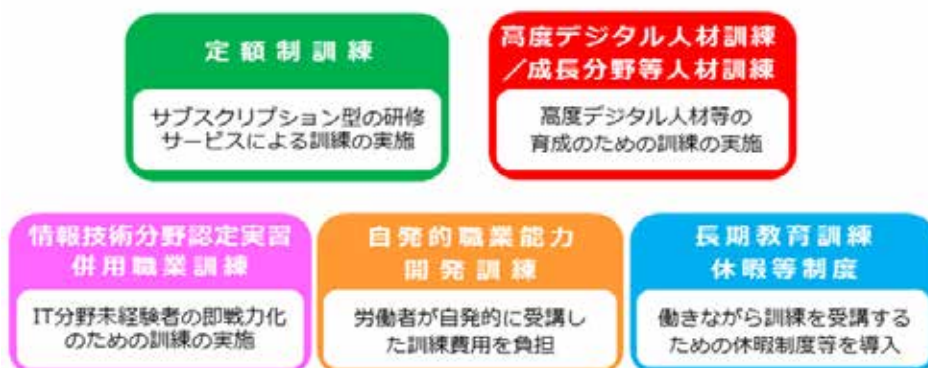 定額制訓練
サブスクリプション型の研修
サービスによる訓練の実施
高度デジタル人材訓練
／成長分野等人材訓練
高度デジタル人材等の
育成のための訓練の実施
情報技術分野認定実習
併用職業訓練
IT分野未経験者の即戦力化
のための訓練の実施
自発的職業能力
開発訓練
労働者が自発的に受講し
た訓練費用を負担
長期教育訓練
休暇等制度
働きながら訓練を受講する
ための休暇制度等を導入